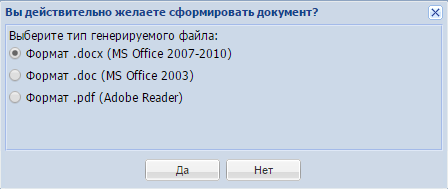 Вы действительно желаете сформировать документ?
Выберите тип генерируемого файла:
Формат .docx (MS Office 2007-2010)
Формат .doc (MS Office 2003)
Формат .pdf (Adobe Reader)
Да Нет